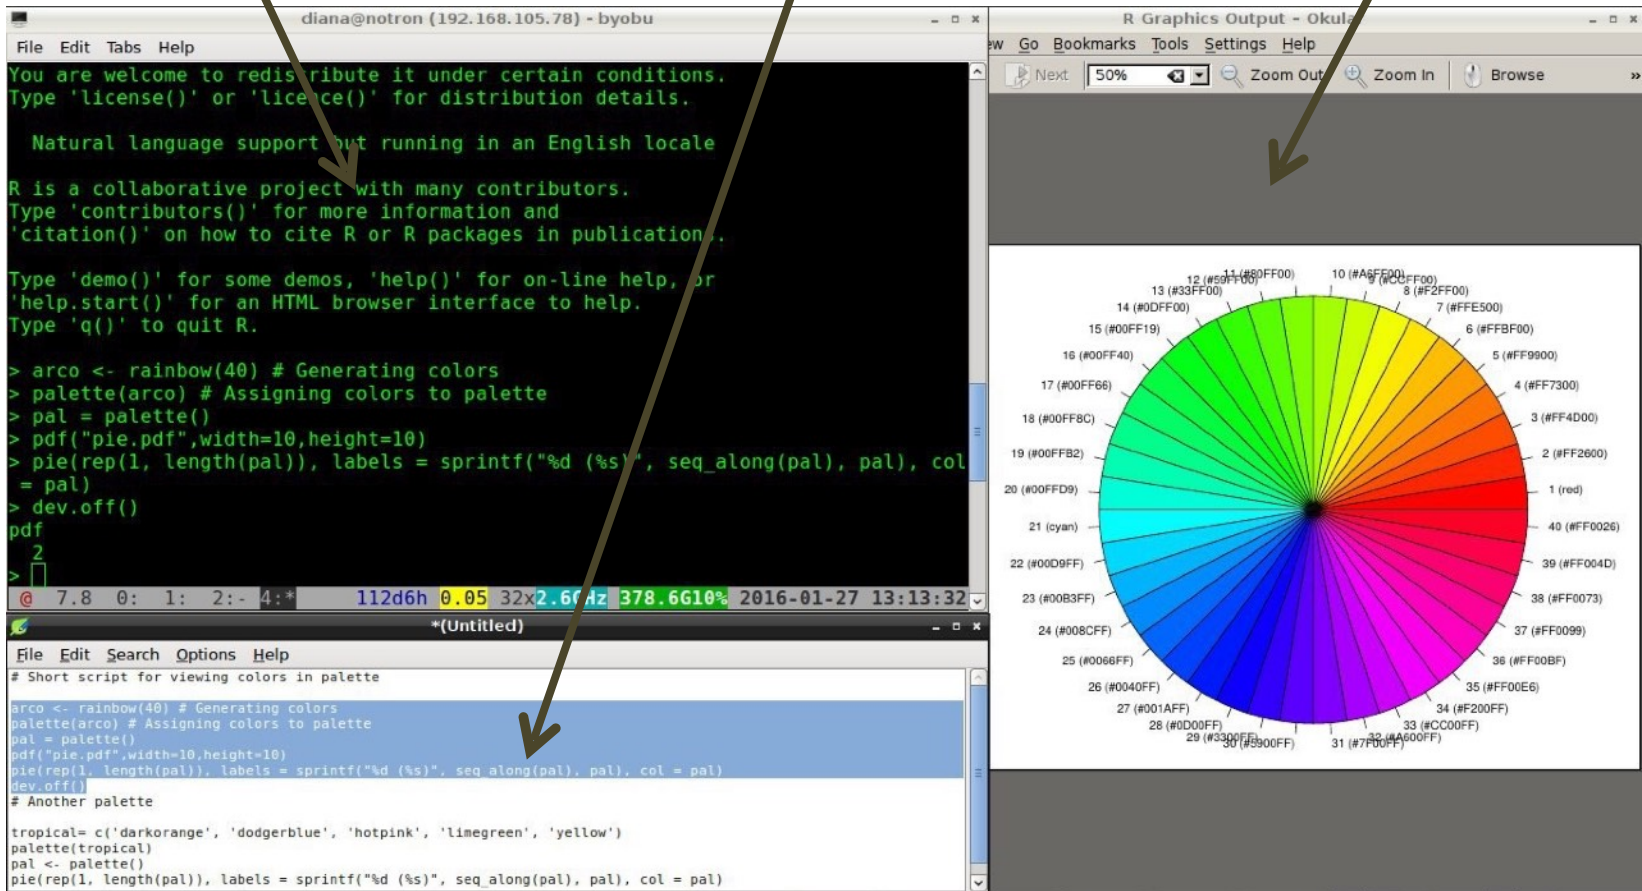 diana@notron (192.168.105.78) - byobu
File Edit Tabs Help
You are welcome to redistribute it under certain conditions.
Type 'license()' or 'licence()' for distribution details.
Natural language support but running in an English locale
R is a collaborative project with many contributors.
Type 'contributors()' for more information and
'citation()' on how to cite R or R packages in publications.
Type 'demo()' for some demos, 'help()' for on-line help, or
'help.start()' for an HTML browser interface to help.
Type 'q()' to quit R.
> arco <- rainbow(40) # Generating colors
> palette(arco) # Assigning colors to palette
> pal = palette()
> pdf("pie.pdf",width=10,height=10)
> pie(rep(1, length(pal)), labels = sprintf("%d (%s)", seq_along(pal), pal), col
= pal)
> dev.off()
pdf
2
>
@ 7.8 0: 1: 2:- 4:* 112d6h 0.05 32x2.6GHz 378.6G10% 2016-01-27 13:13:32
*(Untitled)
File Edit Search Options Help
# Short script for viewing colors in palette
arco <- rainbow(40) # Generating colors
palette(arco) # Assigning colors to palette
pal = palette()
pdf("pie.pdf",width=10,height=10)
pie(rep(1, length(pal)), labels = sprintf("%d (%s)", seq_along(pal), pal), col = pal)
dev.off()
# Another palette
tropical= c('darkorange', 'dodgerblue', 'hotpink', 'limegreen', 'yellow')
palette(tropical)
pal <- palette()
pie(rep(1, length(pal)), labels = sprintf("%d (%s)", seq_along(pal), pal), col = pal)
R Graphics Output - Okular
ew Go Bookmarks Tools Settings Help
Next 50% Zoom Out Zoom In Browse »
1 (red)
2 (#FF2600)
3 (#FF4D00)
4 (#FF7300)
5 (#FF9900)
6 (#FFBF00)
7 (#FFE500)
8 (#F2FF00)
9 (#CCFF00)
10 (#A6FF00)
11 (#80FF00)
12 (#59FF00)
13 (#33FF00)
14 (#0DFF00)
15 (#00FF19)
16 (#00FF40)
17 (#00FF66)
18 (#00FF8C)
19 (#00FFB2)
20 (#00FFD9)
21 (cyan)
22 (#00D9FF)
23 (#00B3FF)
24 (#008CFF)
25 (#0066FF)
26 (#0040FF)
27 (#001AFF)
28 (#0D00FF)
29 (#3300FF)
30 (#5900FF)
31 (#7F00FF)
32 (#A600FF)
33 (#CC00FF)
34 (#F200FF)
35 (#FF00E6)
36 (#FF00BF)
37 (#FF0099)
38 (#FF0073)
39 (#FF004D)
40 (#FF0026)